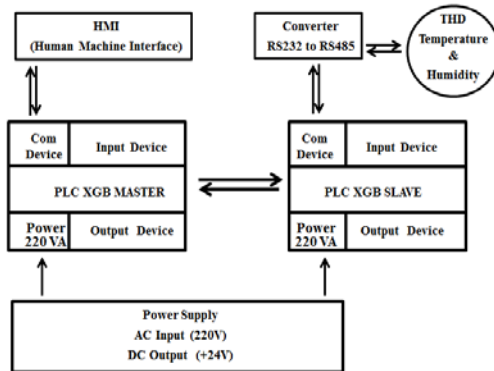 HMI
(Human Machine Interface)
Converter
RS232 to RS485
THD
Temperature
&
Humidity
Com
Device
Input Device
PLC XGB MASTER
Power
220 VA
Output Device
Com
Device
Input Device
PLC XGB SLAVE
Power
220 VA
Output Device
Power Supply
AC Input (220V)
DC Output (+24V)